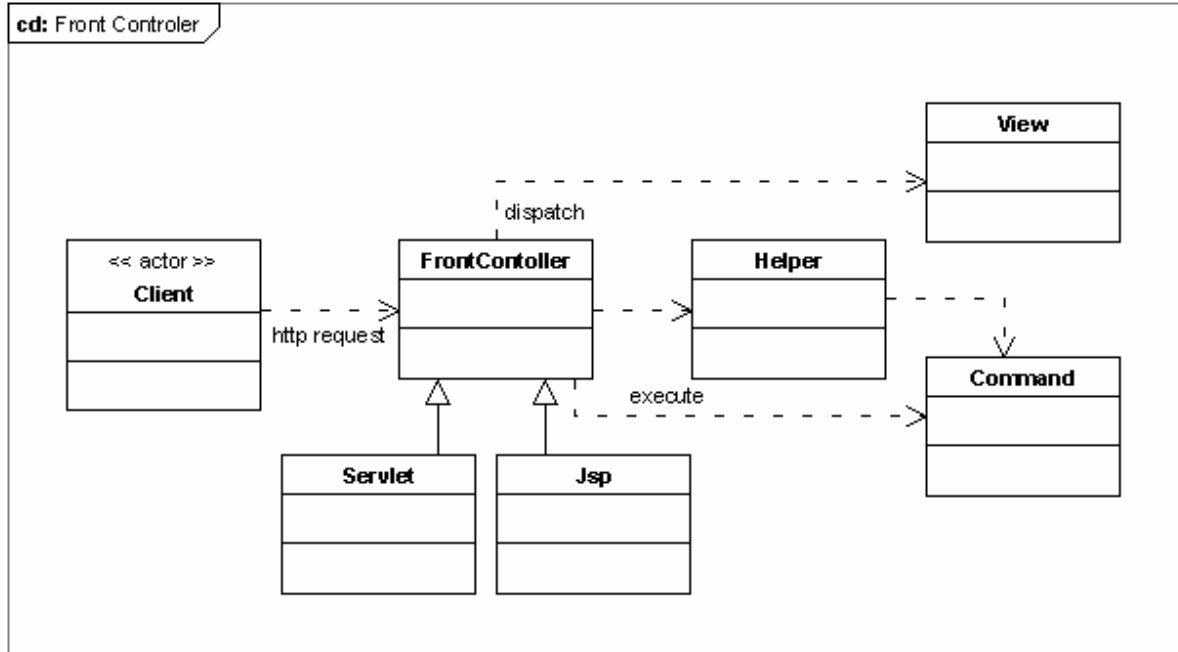 cd: Front Controler
View
dispatch
<< actor >>
Client
FrontContoller
Helper
http request
Command
execute
Servlet
Jsp